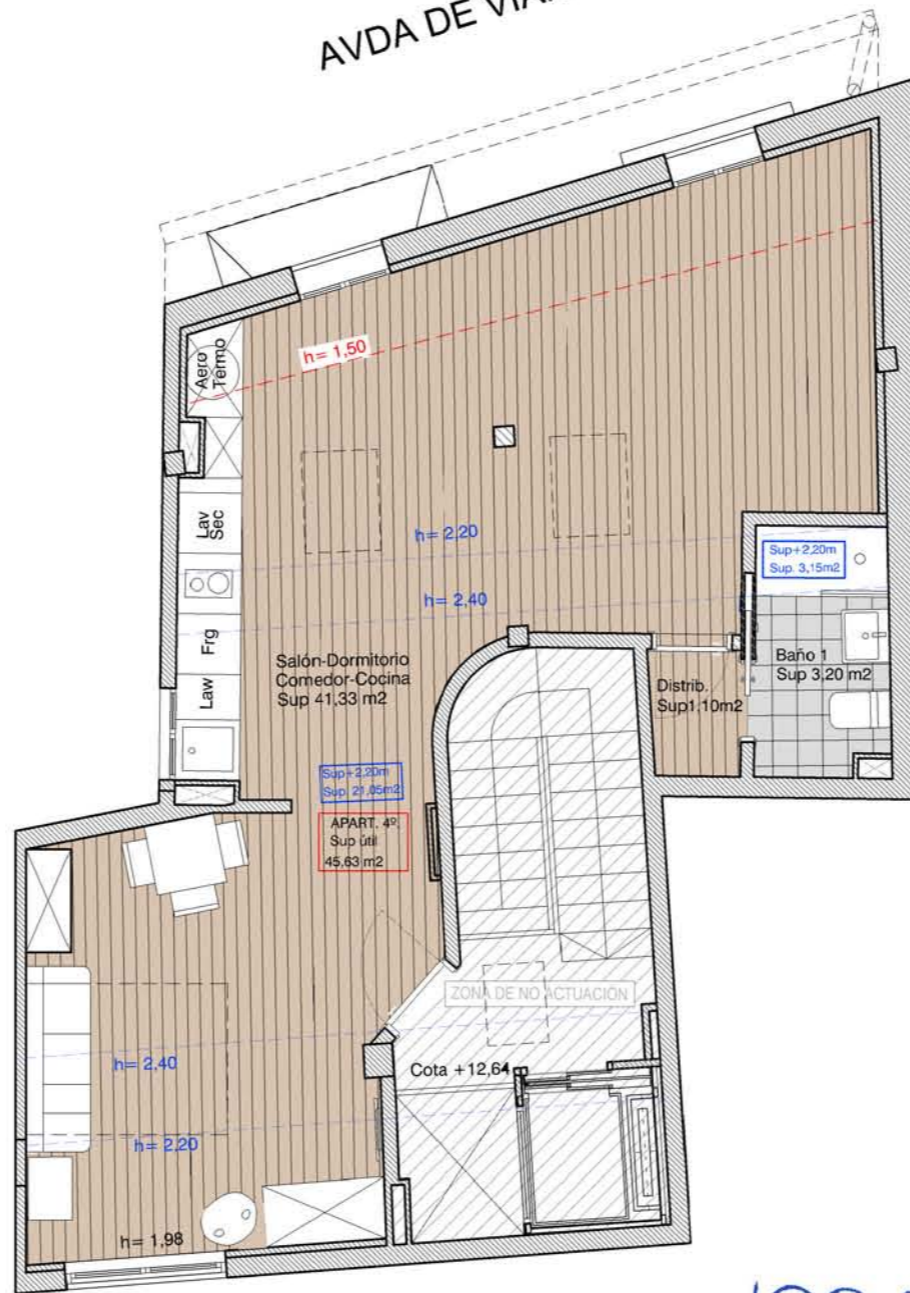 AVDA DE
h= 1,50
Aero
Termo
Lav
Sec
h= 2,20
Sup+2,20m
Sup. 3,15m2
h= 2,40
Frg
Salón-Dormitorio
Comedor-Cocina
Sup 41,33 m2
Baño 1
Sup 3,20 m2
Distrib.
Sup1,10m2
Law
Sup+2,20m
Sup. 21,05m2
APART. 4º.
Sup útil
45,63 m2
ZONA DE NO ACTUACION
h= 2,40
Cota +12,64
h= 2,20
h= 1,98